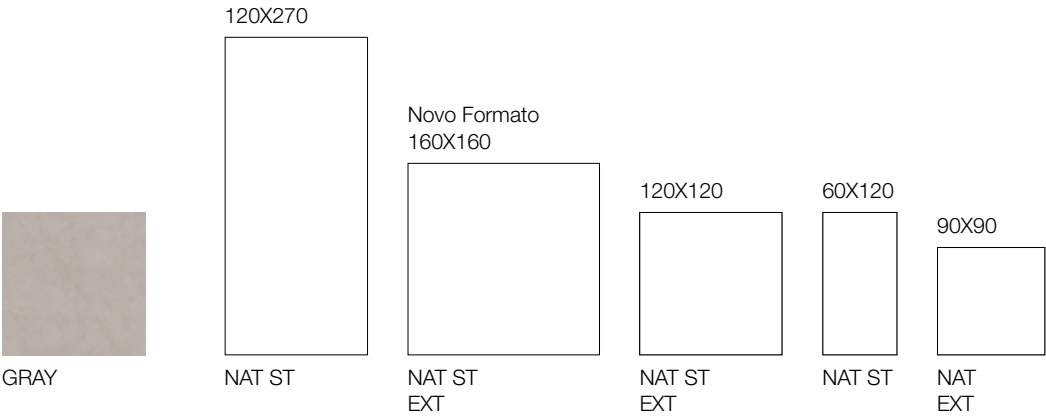 120X270
Novo Formato
160X160
120X120
60X120
90X90
GRAY
NAT ST
NAT ST
EXT
NAT ST
EXT
NAT ST
NAT
EXT